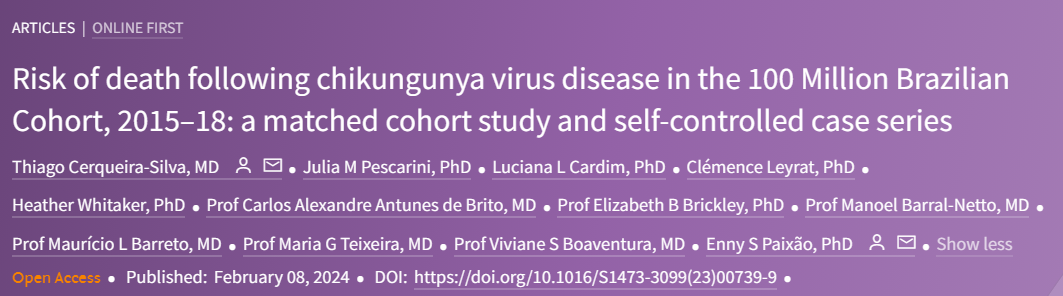 ARTICLES | ONLINE FIRST
Risk of death following chikungunya virus disease in the 100 Million Brazilian
Cohort, 2015–18: a matched cohort study and self-controlled case series
Thiago Cerqueira-Silva, MD • Julia M Pescarini, PhD • Luciana L Cardim, PhD • Clémence Leyrat, PhD •
Heather Whitaker, PhD • Prof Carlos Alexandre Antunes de Brito, MD • Prof Elizabeth B Brickley, PhD • Prof Manoel Barral-Netto, MD •
Prof Maurício L Barreto, MD • Prof Maria G Teixeira, MD • Prof Viviane S Boaventura, MD • Enny S Paixão, PhD • Show less
Open Access • Published: February 08, 2024 • DOI: https://doi.org/10.1016/S1473-3099(23)00739-9 •